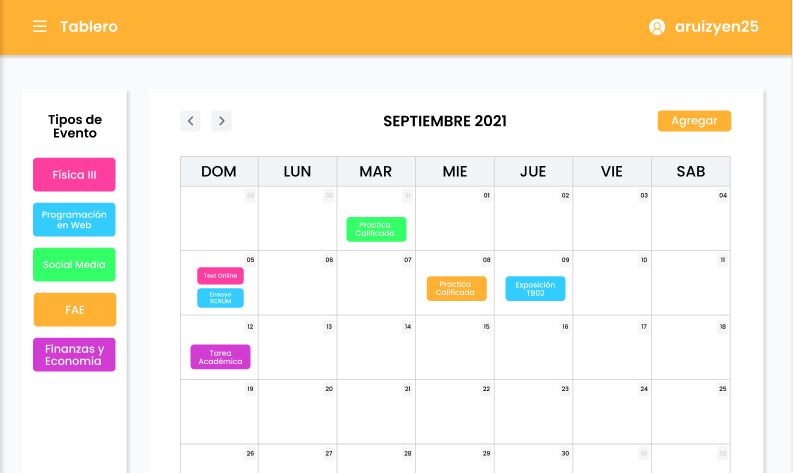 Tablero
aruizyen25
Tipos de
Evento
Física III
Programación
en Web
Social Media
FAE
Finanzas y
Economía
SEPTIEMBRE 2021
Agregar
DOM LUN MAR MIE JUE VIE SAB
29 30 31 01 02 03 04
Practica
Calificada
05 06 07 08 09 10 11
Test Online
Ensayo
SCRUM
Practica
Calificada
Exposición
TB02
12 13 14 15 16 17 18
Tarea
Académica
19 20 21 22 23 24 25
26 27 28 29 30 01 02